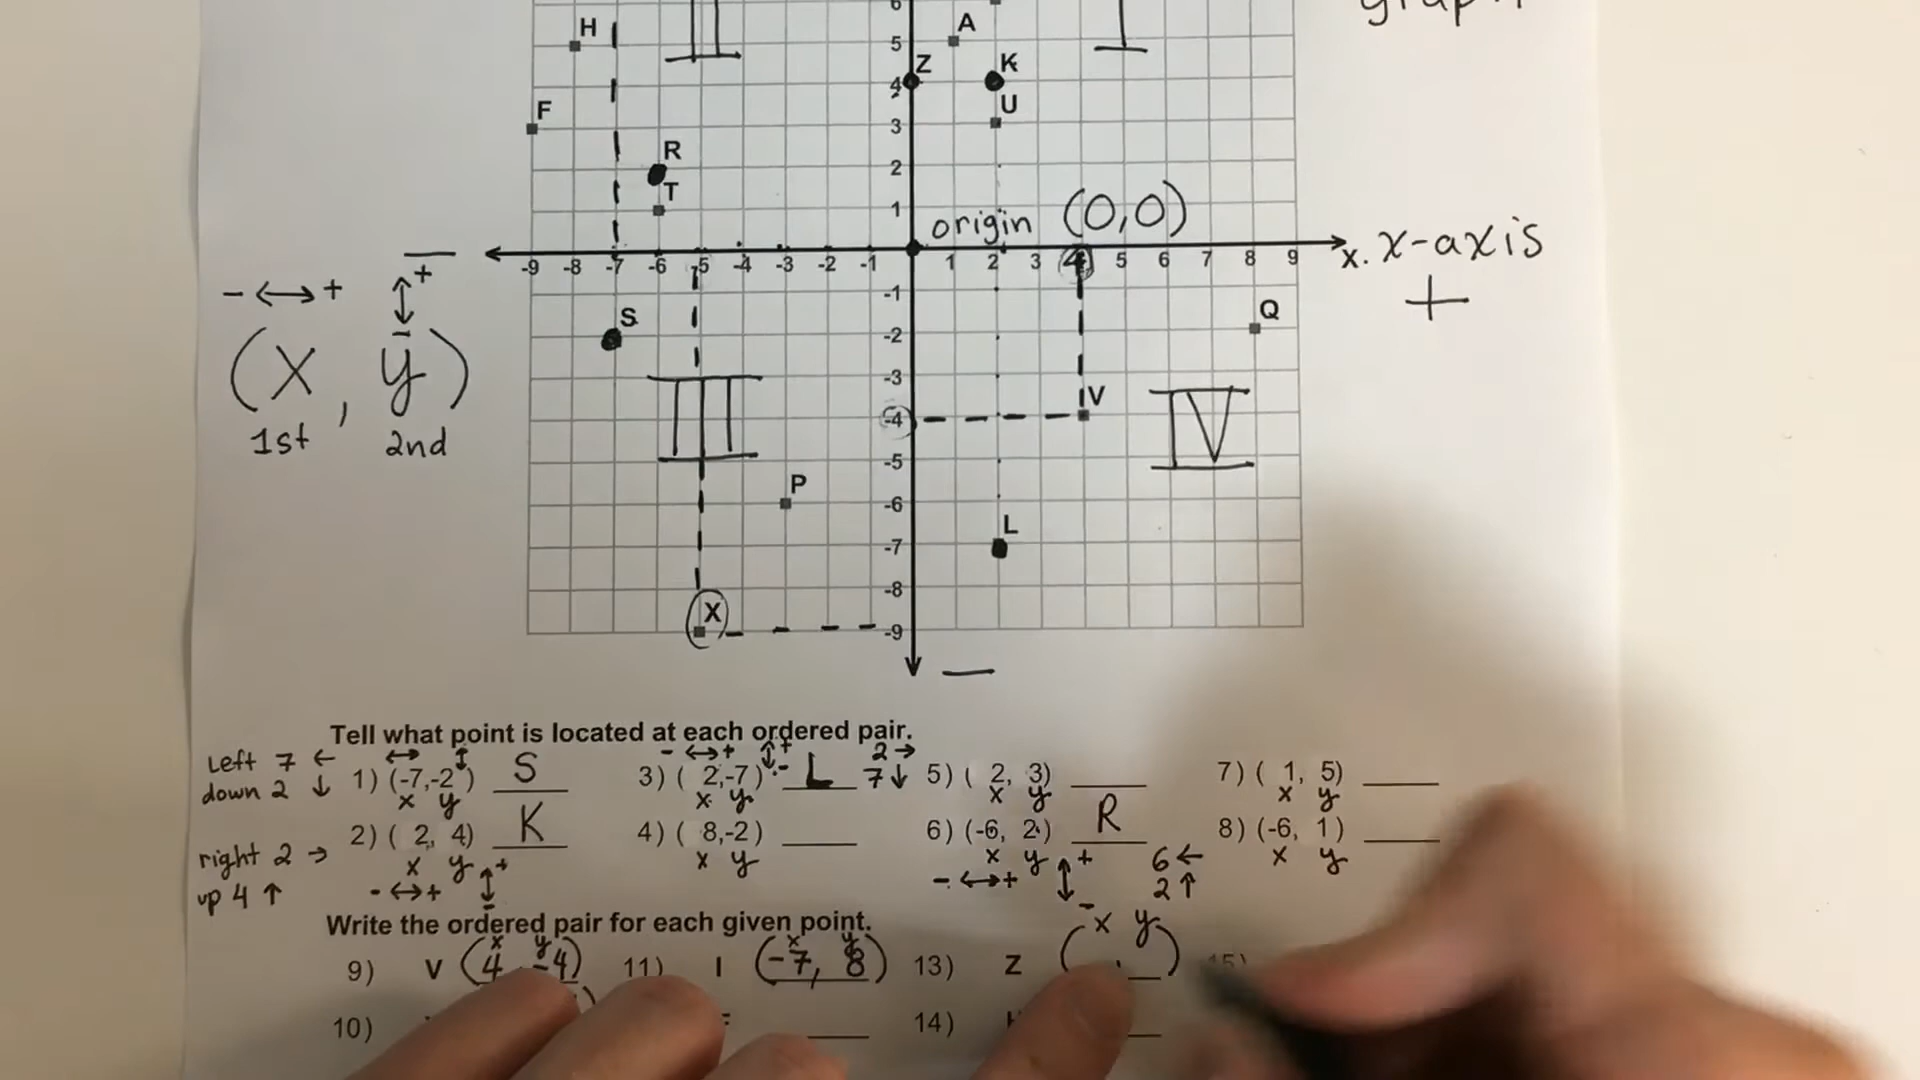 6
H
A
5
Z
K
4
F
U
3
R
2
T
1
origin (0,0)
-9 -8 -7 -6 -5 -4 -3 -2 -1 1 2 3 4 5 6 7 8 9 x. x-axis
+
- ↔ +
-1
S
Q
-2
(x, y)
-3
III
V
IV
-4
1st 2nd
-5
P
-6
L
-7
-8
X
-9
Tell what point is located at each ordered pair.
left 7 ← 1) (-7,-2) S 3) ( 2,-7) L 2 → 5) ( 2, 3) 7) ( 1, 5)
down 2 ↓ x y x y 7 ↓ x y x y
right 2 → 2) ( 2, 4) K 4) ( 8,-2) 6) (-6, 2) R 8) (-6, 1)
up 4 ↑ x y x y x y 6 ← x y
- ↔ + - ↔ + 2 ↑
Write the ordered pair for each given point.
x y x y x y
9) V (4, -4) 11) I (-7, 8) 13) Z ( , ) 15)
10) 14)